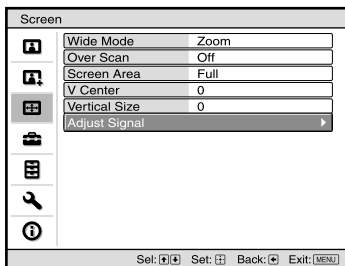 Screen
Wide Mode Zoom
Over Scan Off
Screen Area Full
V Center 0
Vertical Size 0
Adjust Signal
Sel: Set: Back: Exit: MENU